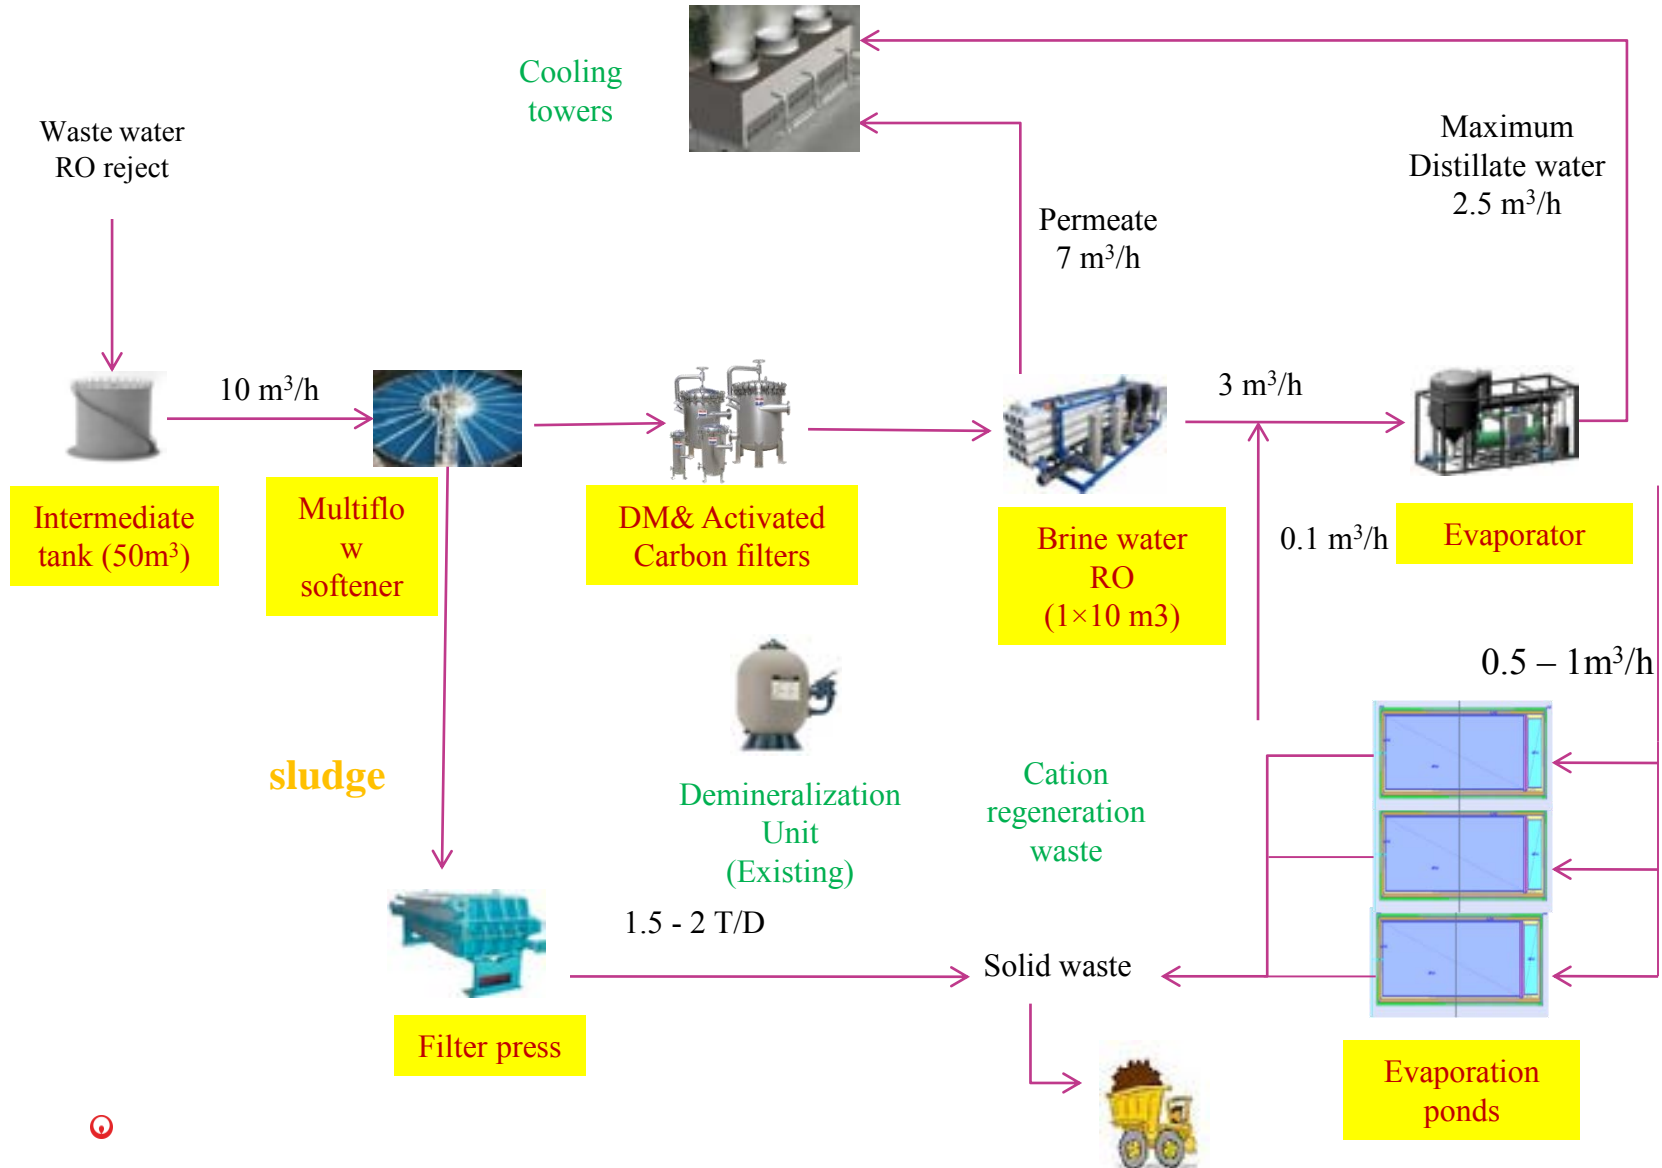 Cooling
towers
Waste water
RO reject
Maximum
Distillate water
2.5 m³/h
Permeate
7 m³/h
10 m³/h
3 m³/h
Intermediate
tank (50m³)
Multiflo
w
softener
DM& Activated
Carbon filters
Brine water
RO
(1×10 m3)
0.1 m³/h
Evaporator
0.5 – 1m³/h
sludge
Demineralization
Unit
(Existing)
Cation
regeneration
waste
1.5 - 2 T/D
Solid waste
Filter press
Evaporation
ponds